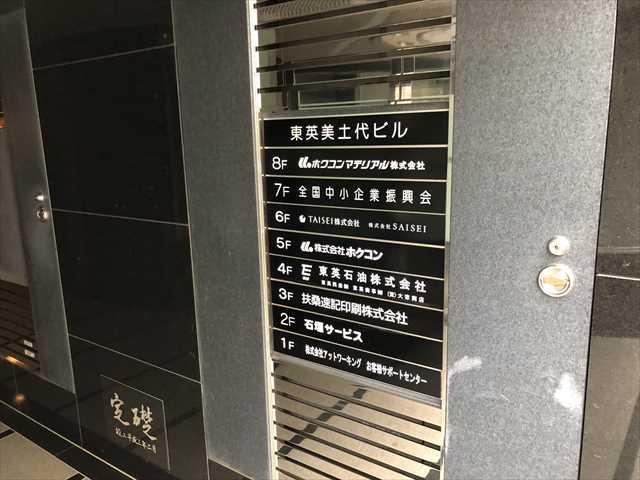 東英美土代ビル
8F ホクコンマテリアル株式会社
7F 全国中小企業振興会
6F TAISEI株式会社 株式会社SAISEI
5F 株式会社ホクコン
4F 東英石油株式会社
3F 扶桑速記印刷株式会社
2F 石垣サービス
1F 株式会社アットワーキング お客様サポートセンター
定礎